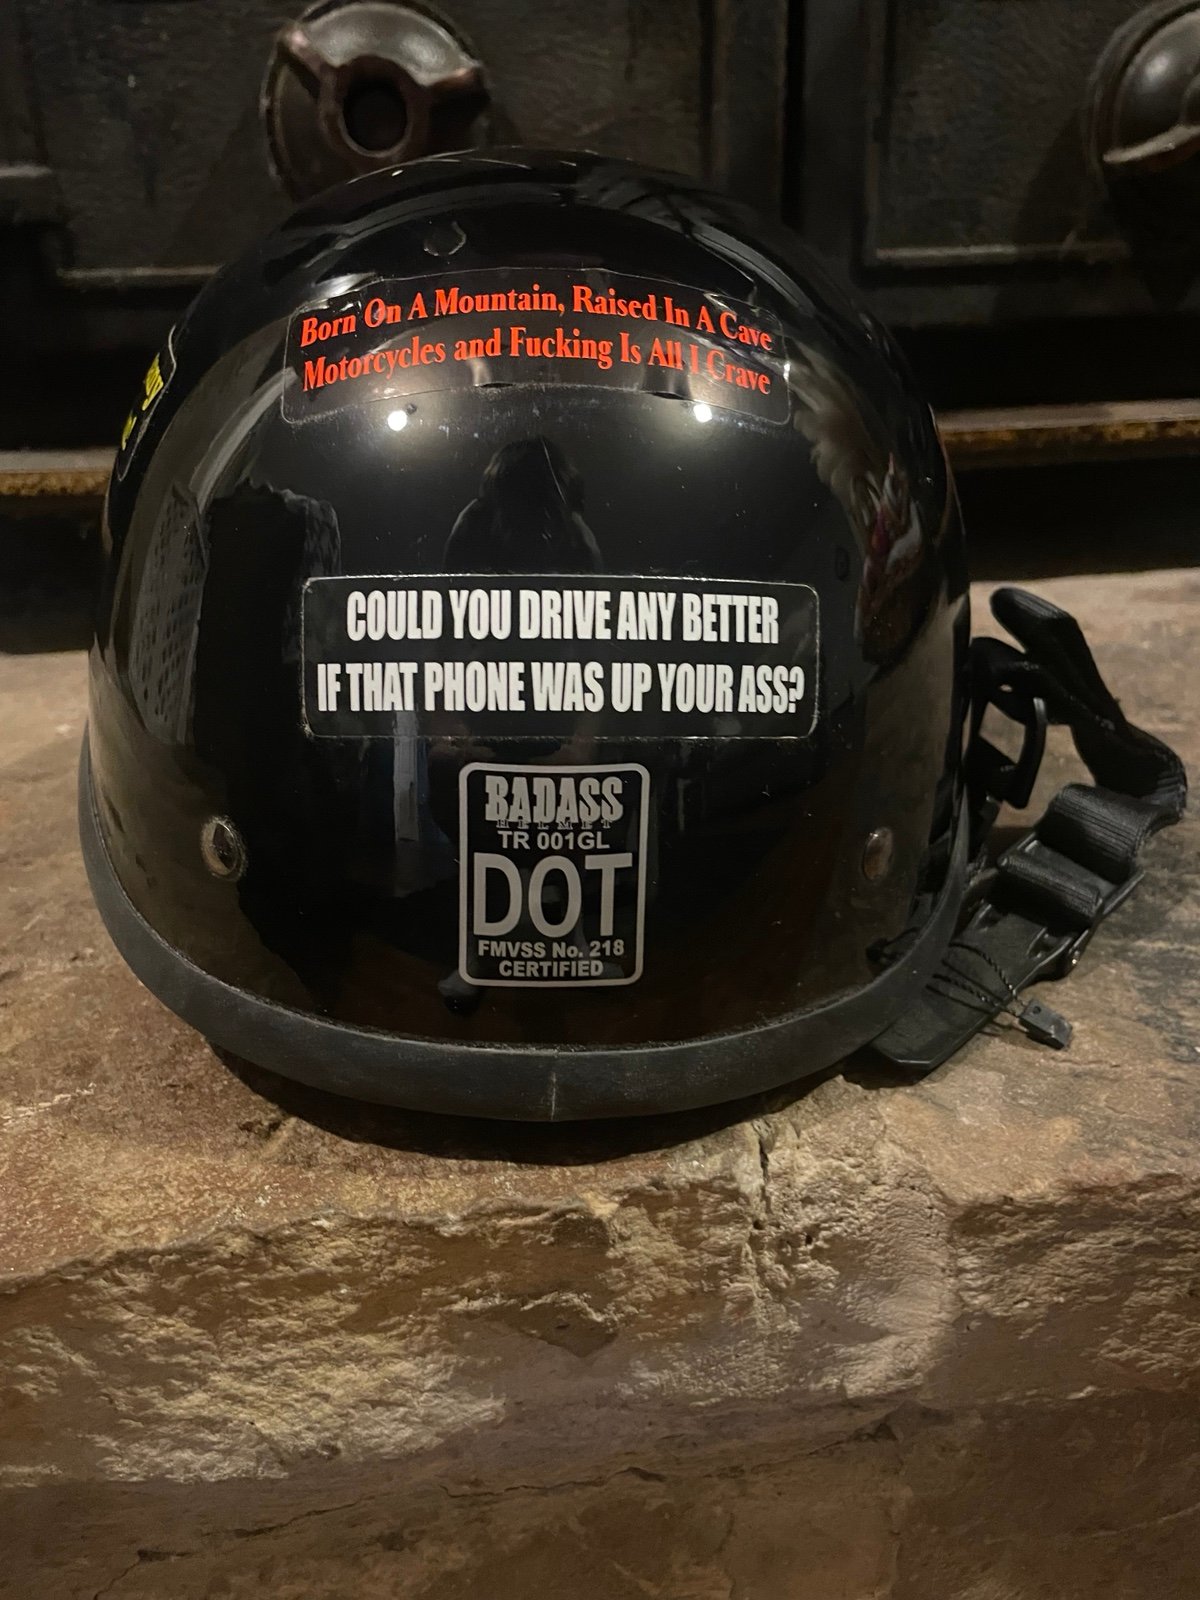 Born On A Mountain, Raised In A Cave
Motorcycles and Fucking Is All I Crave
COULD YOU DRIVE ANY BETTER
IF THAT PHONE WAS UP YOUR ASS?
BADASS
HELMET
TR 001GL
DOT
FMVSS No. 218
CERTIFIED